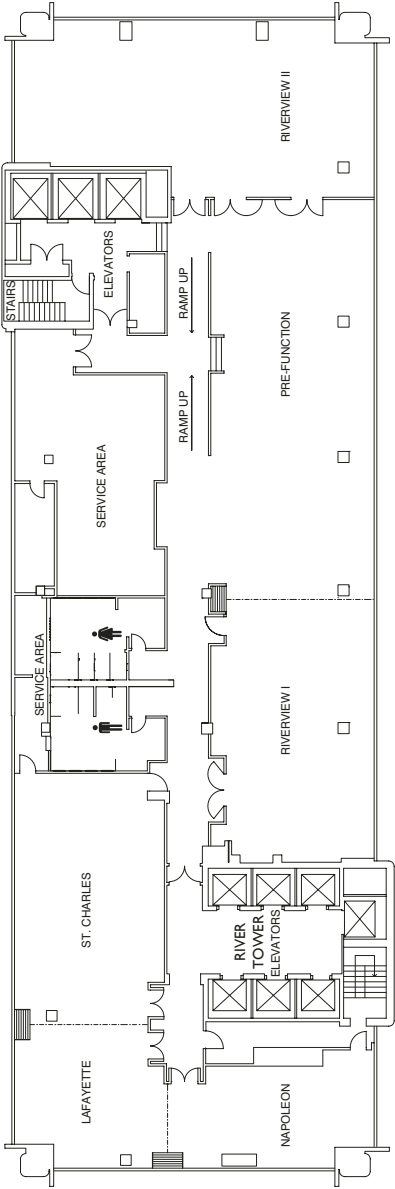 RIVERVIEW II
ELEVATORS
STAIRS
RAMP UP
RAMP UP
PRE-FUNCTION
SERVICE AREA
SERVICE AREA
RIVERVIEW I
ST. CHARLES
RIVER
TOWER
ELEVATORS
LAFAYETTE
NAPOLEON